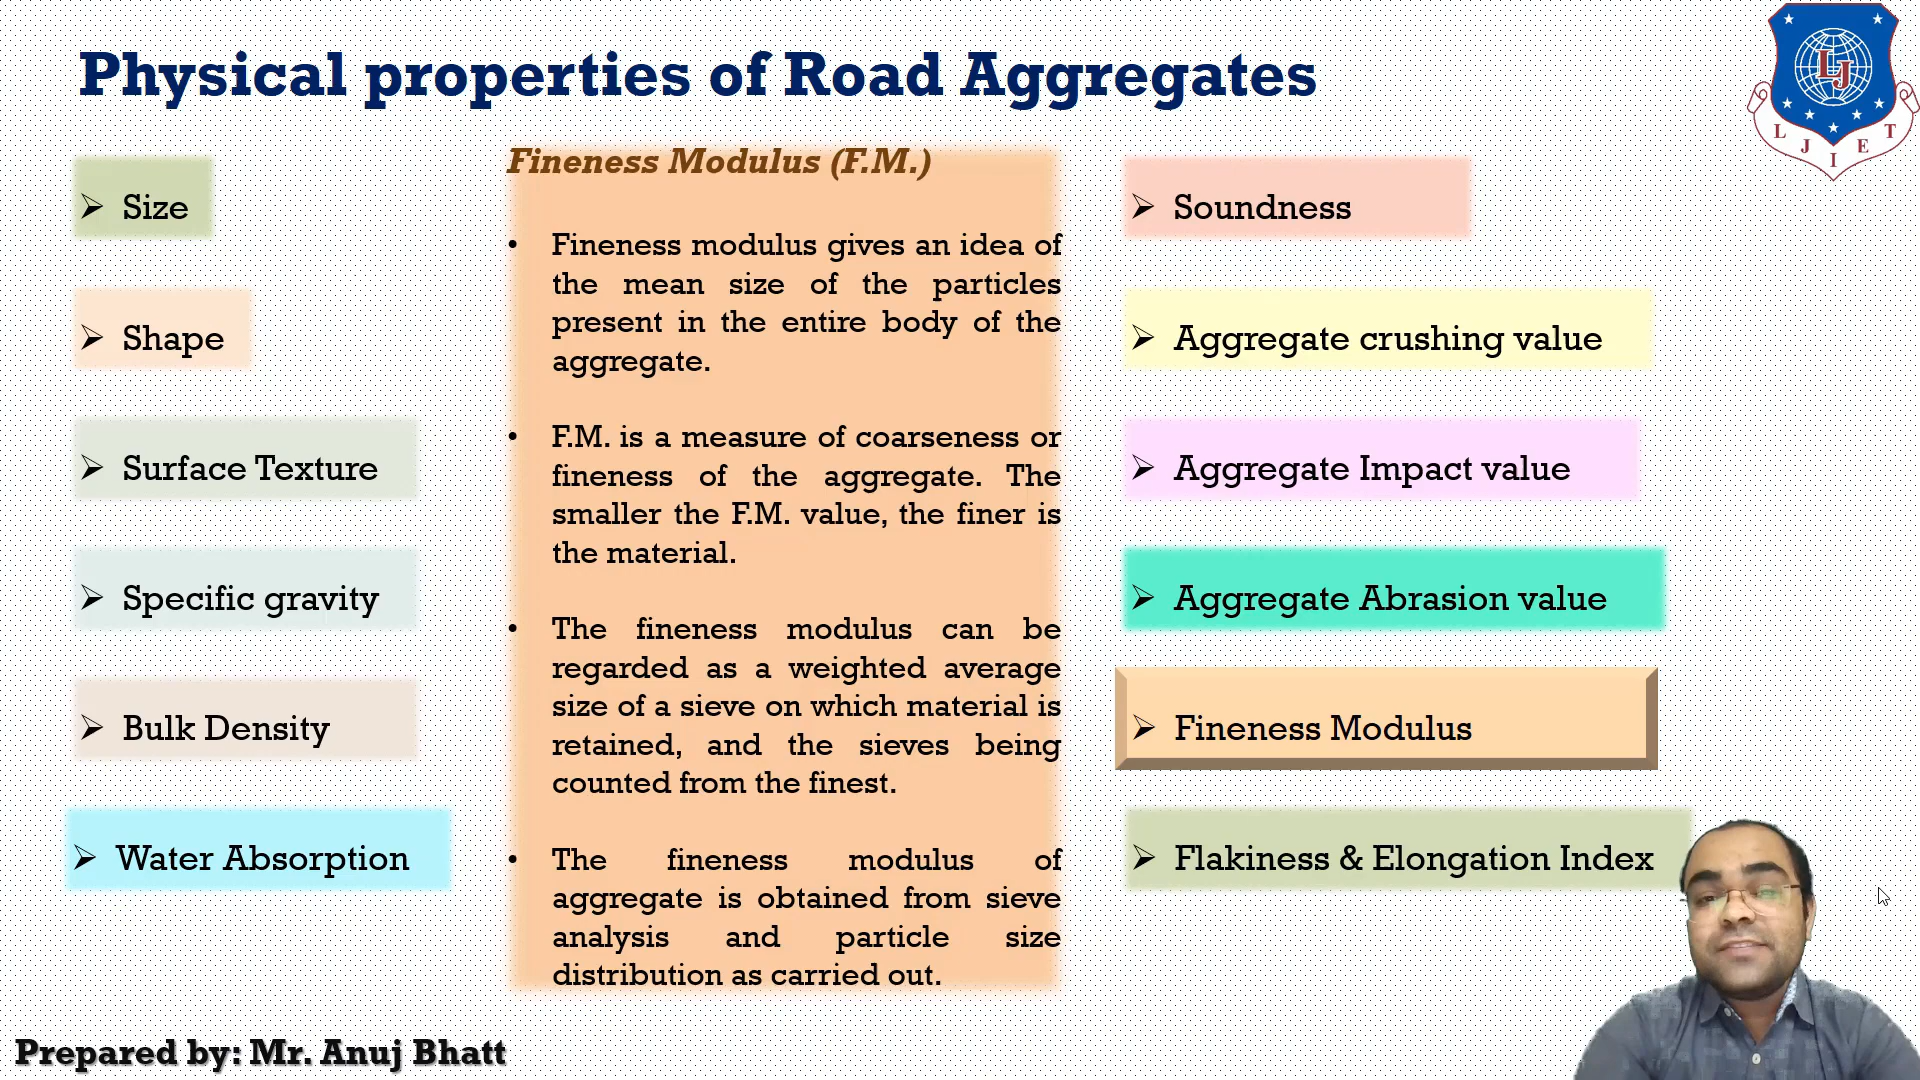 Physical properties of Road Aggregates
LJ
L J I E T
➢ Size
➢ Shape
➢ Surface Texture
➢ Specific gravity
➢ Bulk Density
➢ Water Absorption
Fineness Modulus (F.M.)
• Fineness modulus gives an idea of
the mean size of the particles
present in the entire body of the
aggregate.
• F.M. is a measure of coarseness or
fineness of the aggregate. The
smaller the F.M. value, the finer is
the material.
• The fineness modulus can be
regarded as a weighted average
size of a sieve on which material is
retained, and the sieves being
counted from the finest.
• The fineness modulus of
aggregate is obtained from sieve
analysis and particle size
distribution as carried out.
➢ Soundness
➢ Aggregate crushing value
➢ Aggregate Impact value
➢ Aggregate Abrasion value
➢ Fineness Modulus
➢ Flakiness & Elongation Index
Prepared by: Mr. Anuj Bhatt